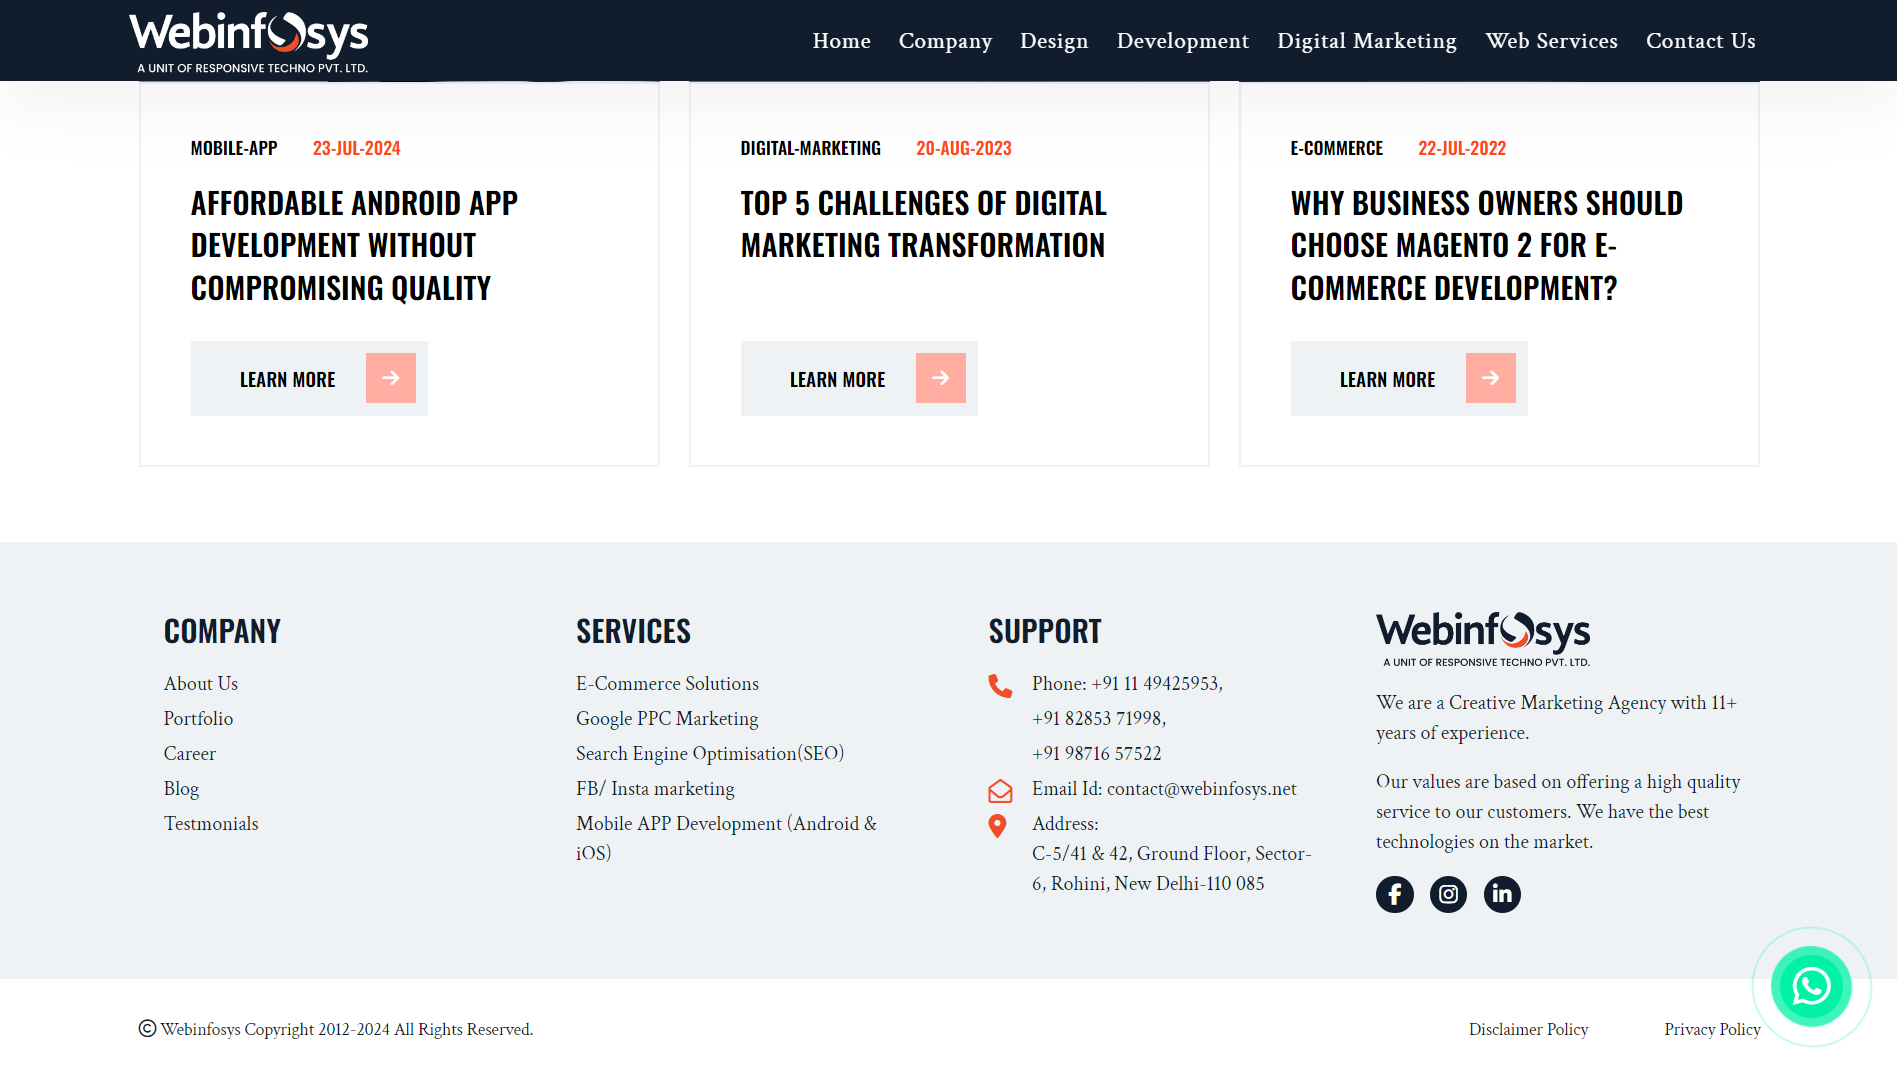 Webinfosys
A UNIT OF RESPONSIVE TECHNO PVT. LTD.
Home Company Design Development Digital Marketing Web Services Contact Us
MOBILE-APP 23-JUL-2024
AFFORDABLE ANDROID APP
DEVELOPMENT WITHOUT
COMPROMISING QUALITY
LEARN MORE
DIGITAL-MARKETING 20-AUG-2023
TOP 5 CHALLENGES OF DIGITAL
MARKETING TRANSFORMATION
LEARN MORE
E-COMMERCE 22-JUL-2022
WHY BUSINESS OWNERS SHOULD
CHOOSE MAGENTO 2 FOR E-
COMMERCE DEVELOPMENT?
LEARN MORE
COMPANY
About Us
Portfolio
Career
Blog
Testmonials
SERVICES
E-Commerce Solutions
Google PPC Marketing
Search Engine Optimisation(SEO)
FB/ Insta marketing
Mobile APP Development (Android &
iOS)
SUPPORT
Phone: +91 11 49425953,
+91 82853 71998,
+91 98716 57522
Email Id: contact@webinfosys.net
Address:
C-5/41 & 42, Ground Floor, Sector-
6, Rohini, New Delhi-110 085
Webinfosys
A UNIT OF RESPONSIVE TECHNO PVT. LTD.
We are a Creative Marketing Agency with 11+
years of experience.
Our values are based on offering a high quality
service to our customers. We have the best
technologies on the market.
© Webinfosys Copyright 2012-2024 All Rights Reserved.
Disclaimer Policy Privacy Policy